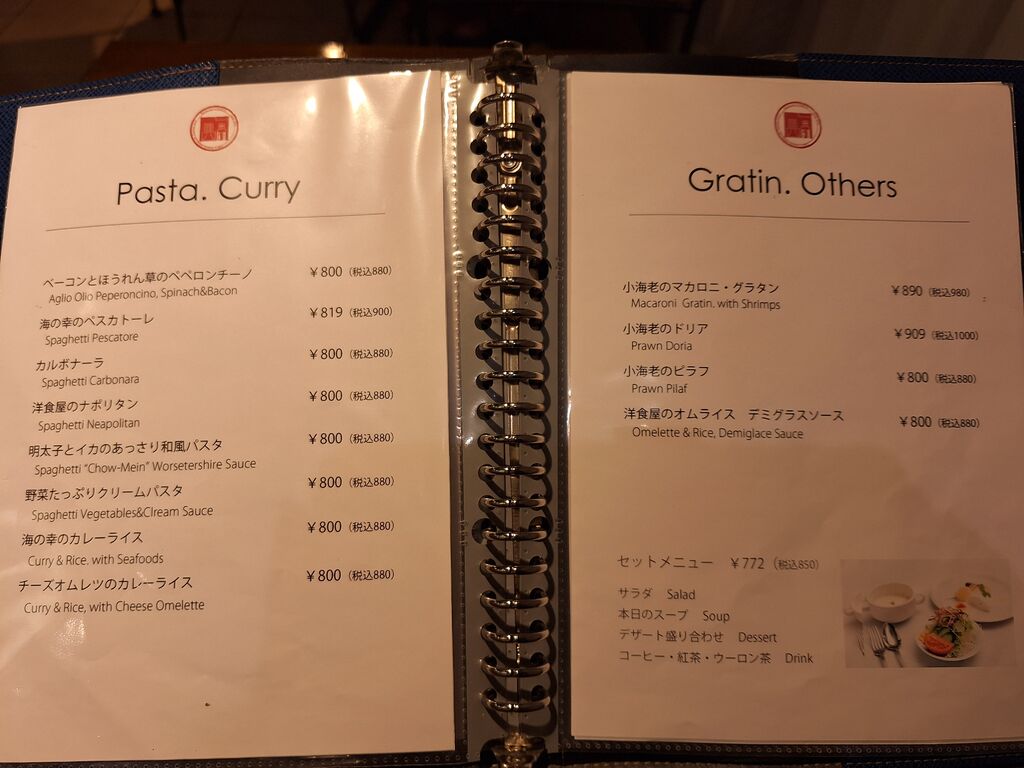 Pasta. Curry
ベーコンとほうれん草のペペロンチーノ ¥800 (税込880)
Aglio Olio Peperoncino, Spinach&Bacon
海の幸のペスカトーレ ¥819 (税込900)
Spaghetti Pescatore
カルボナーラ ¥800 (税込880)
Spaghetti Carbonara
洋食屋のナポリタン ¥800 (税込880)
Spaghetti Neapolitan
明太子とイカのあっさり和風パスタ ¥800 (税込880)
Spaghetti "Chow-Mein" Worsetershire Sauce
野菜たっぷりクリームパスタ ¥800 (税込880)
Spaghetti Vegetables&Clream Sauce
海の幸のカレーライス ¥800 (税込880)
Curry & Rice. with Seafoods
チーズオムレツのカレーライス ¥800 (税込880)
Curry & Rice, with Cheese Omelette
Gratin. Others
小海老のマカロニ・グラタン ¥890 (税込980)
Macaroni Gratin. with Shrimps
小海老のドリア ¥909 (税込1000)
Prawn Doria
小海老のピラフ ¥800 (税込880)
Prawn Pilaf
洋食屋のオムライス デミグラスソース ¥800 (税込880)
Omelette & Rice, Demiglace Sauce
セットメニュー ¥772 (税込850)
サラダ Salad
本日のスープ Soup
デザート盛り合わせ Dessert
コーヒー・紅茶・ウーロン茶 Drink